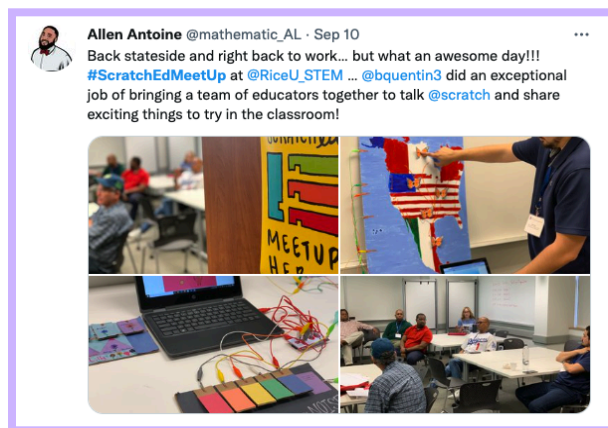 Allen Antoine @mathematic_AL · Sep 10
Back stateside and right back to work... but what an awesome day!!!
#ScratchEdMeetUp at @RiceU_STEM ... @bquentin3 did an exceptional
job of bringing a team of educators together to talk @scratch and share
exciting things to try in the classroom!
MEETUP